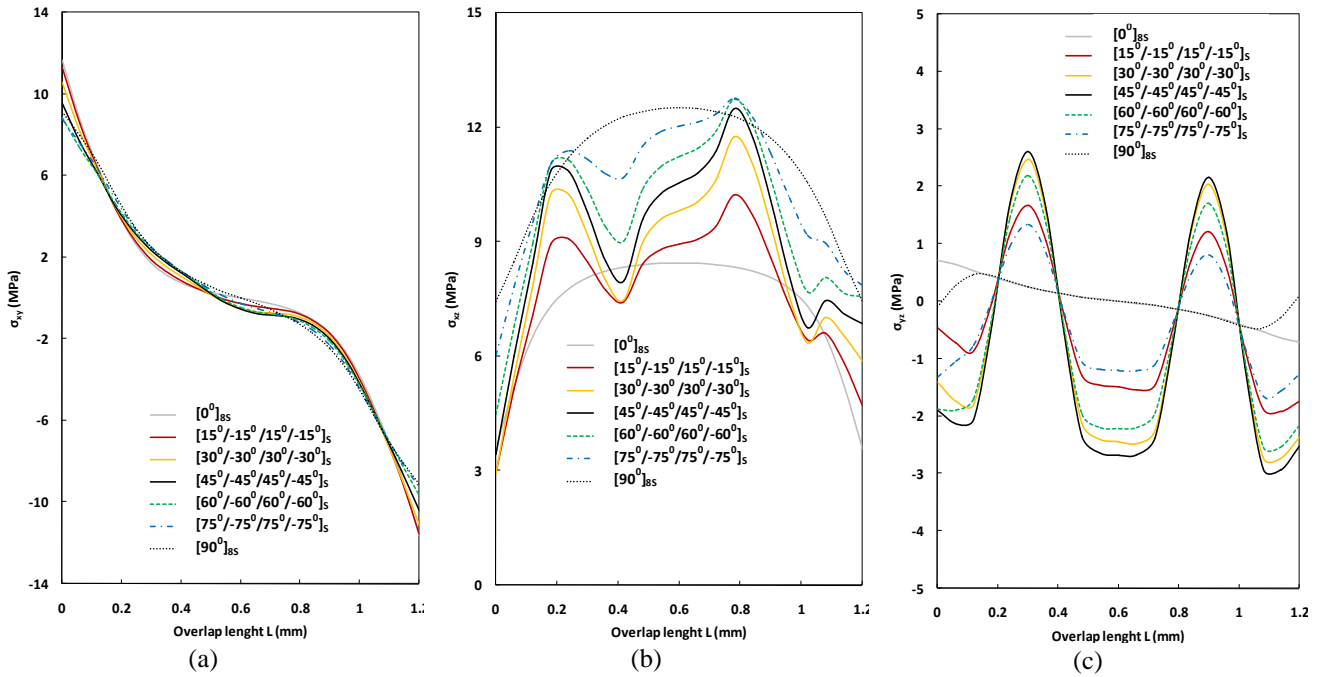 14
10
6
2
-2
-6
-10
-14
σxy (MPa)
0 0.2 0.4 0.6 0.8 1 1.2
Overlap lenght L (mm)
[0⁰]8S
[15⁰/-15⁰/15⁰/-15⁰]S
[30⁰/-30⁰/30⁰/-30⁰]S
[45⁰/-45⁰/45⁰/-45⁰]S
[60⁰/-60⁰/60⁰/-60⁰]S
[75⁰/-75⁰/75⁰/-75⁰]S
[90⁰]8S
(a)
15
12
9
6
3
0
σxz (MPa)
0 0.2 0.4 0.6 0.8 1 1.2
Overlap lenght L (mm)
[0⁰]8S
[15⁰/-15⁰/15⁰/-15⁰]S
[30⁰/-30⁰/30⁰/-30⁰]S
[45⁰/-45⁰/45⁰/-45⁰]S
[60⁰/-60⁰/60⁰/-60⁰]S
[75⁰/-75⁰/75⁰/-75⁰]S
[90⁰]8S
(b)
5
4
3
2
1
0
-1
-2
-3
-4
-5
σyz (MPa)
0 0.2 0.4 0.6 0.8 1 1.2
Overlap lenght L (mm)
[0⁰]8S
[15⁰/-15⁰/15⁰/-15⁰]S
[30⁰/-30⁰/30⁰/-30⁰]S
[45⁰/-45⁰/45⁰/-45⁰]S
[60⁰/-60⁰/60⁰/-60⁰]S
[75⁰/-75⁰/75⁰/-75⁰]S
[90⁰]8S
(c)